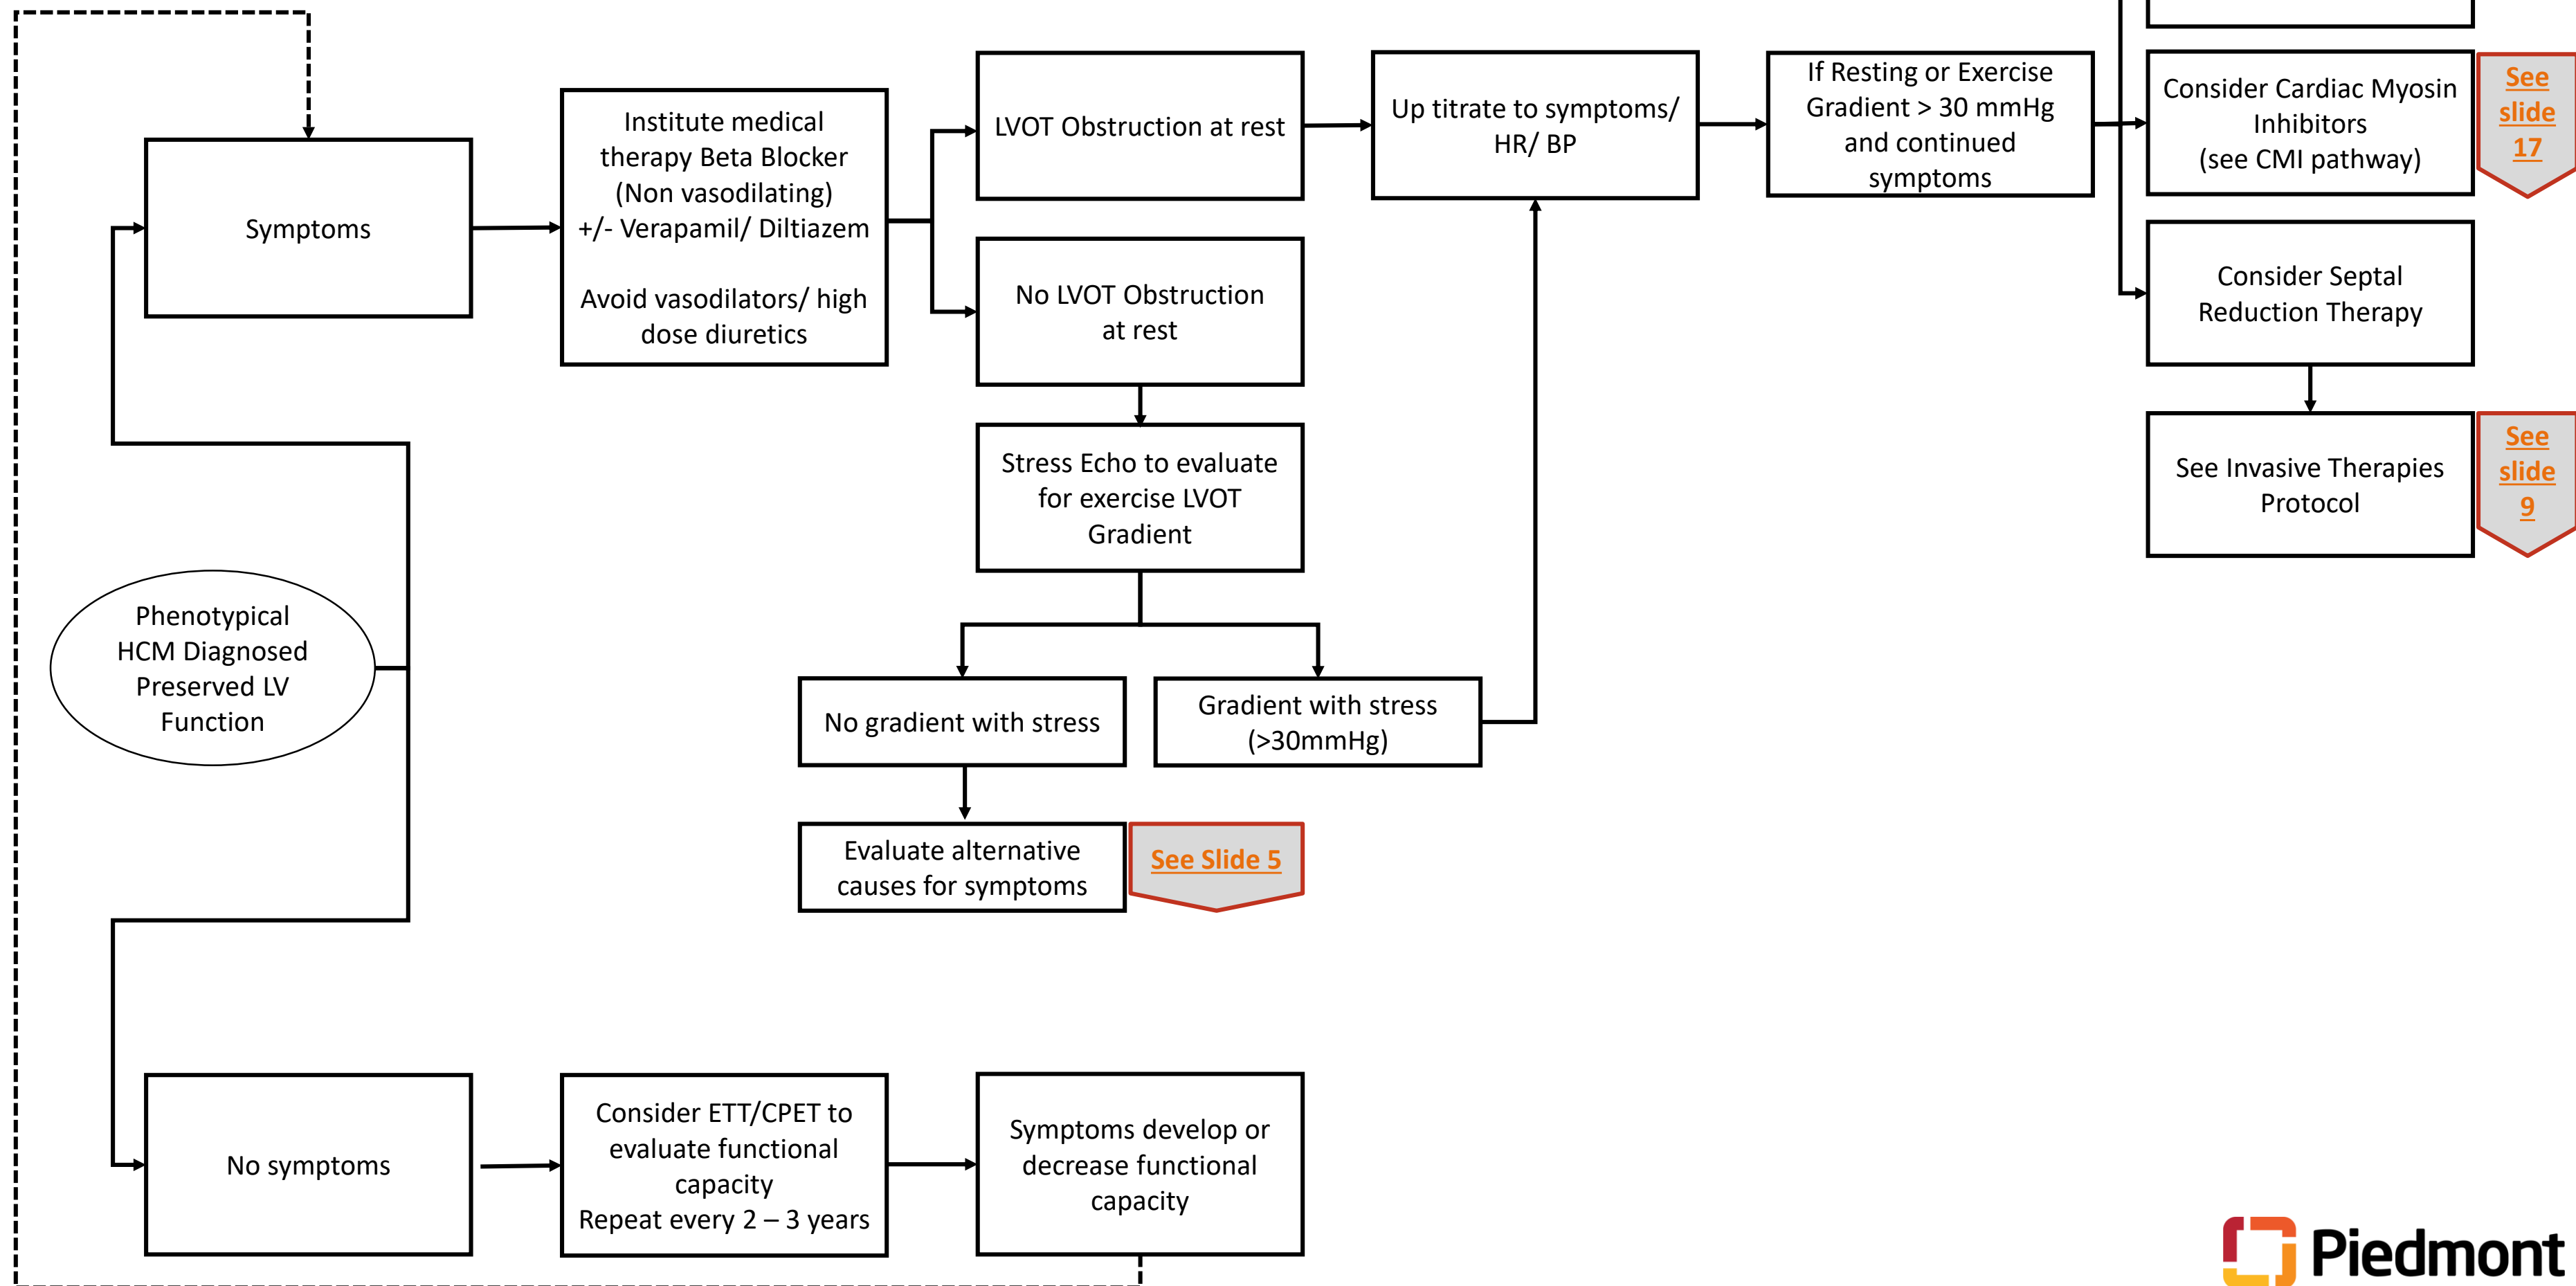 Symptoms
Institute medical
therapy Beta Blocker
(Non vasodilating)
+/- Verapamil/ Diltiazem
Avoid vasodilators/ high
dose diuretics
LVOT Obstruction at rest
No LVOT Obstruction
at rest
Up titrate to symptoms/
HR/ BP
If Resting or Exercise
Gradient > 30 mmHg
and continued
symptoms
Consider Cardiac Myosin
Inhibitors
(see CMI pathway)
See
slide
17
Consider Septal
Reduction Therapy
See Invasive Therapies
Protocol
See
slide
9
Stress Echo to evaluate
for exercise LVOT
Gradient
No gradient with stress
Gradient with stress
(>30mmHg)
Evaluate alternative
causes for symptoms
See Slide 5
Phenotypical
HCM Diagnosed
Preserved LV
Function
No symptoms
Consider ETT/CPET to
evaluate functional
capacity
Repeat every 2 – 3 years
Symptoms develop or
decrease functional
capacity
Piedmont